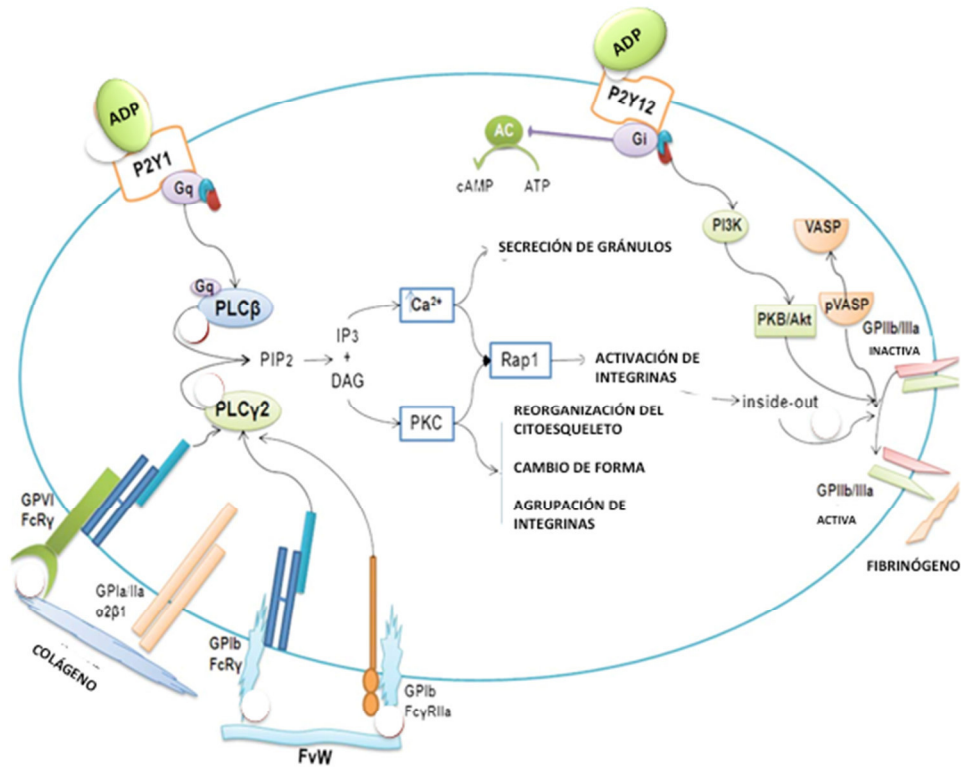 ADP
P2Y12
Gi
AC
cAMP
ATP
ADP
P2Y1
Gq
PI3K
VASP
SECRECIÓN DE GRÁNULOS
Gq
PLCβ
Ca²⁺
PKB/Akt
pVASP
GPIIb/IIIa
INACTIVA
IP3
+
DAG
PIP2
Rap1
ACTIVACIÓN DE
INTEGRINAS
inside-out
PLCγ2
PKC
REORGANIZACIÓN DEL
CITOESQUELETO
CAMBIO DE FORMA
AGRUPACIÓN DE
INTEGRINAS
GPIIb/IIIa
ACTIVA
FIBRINÓGENO
GPVI
FcRγ
GPIa/IIa
α2β1
COLÁGENO
GPIb
FcRγ
GPIb
FcγRIIa
FvW